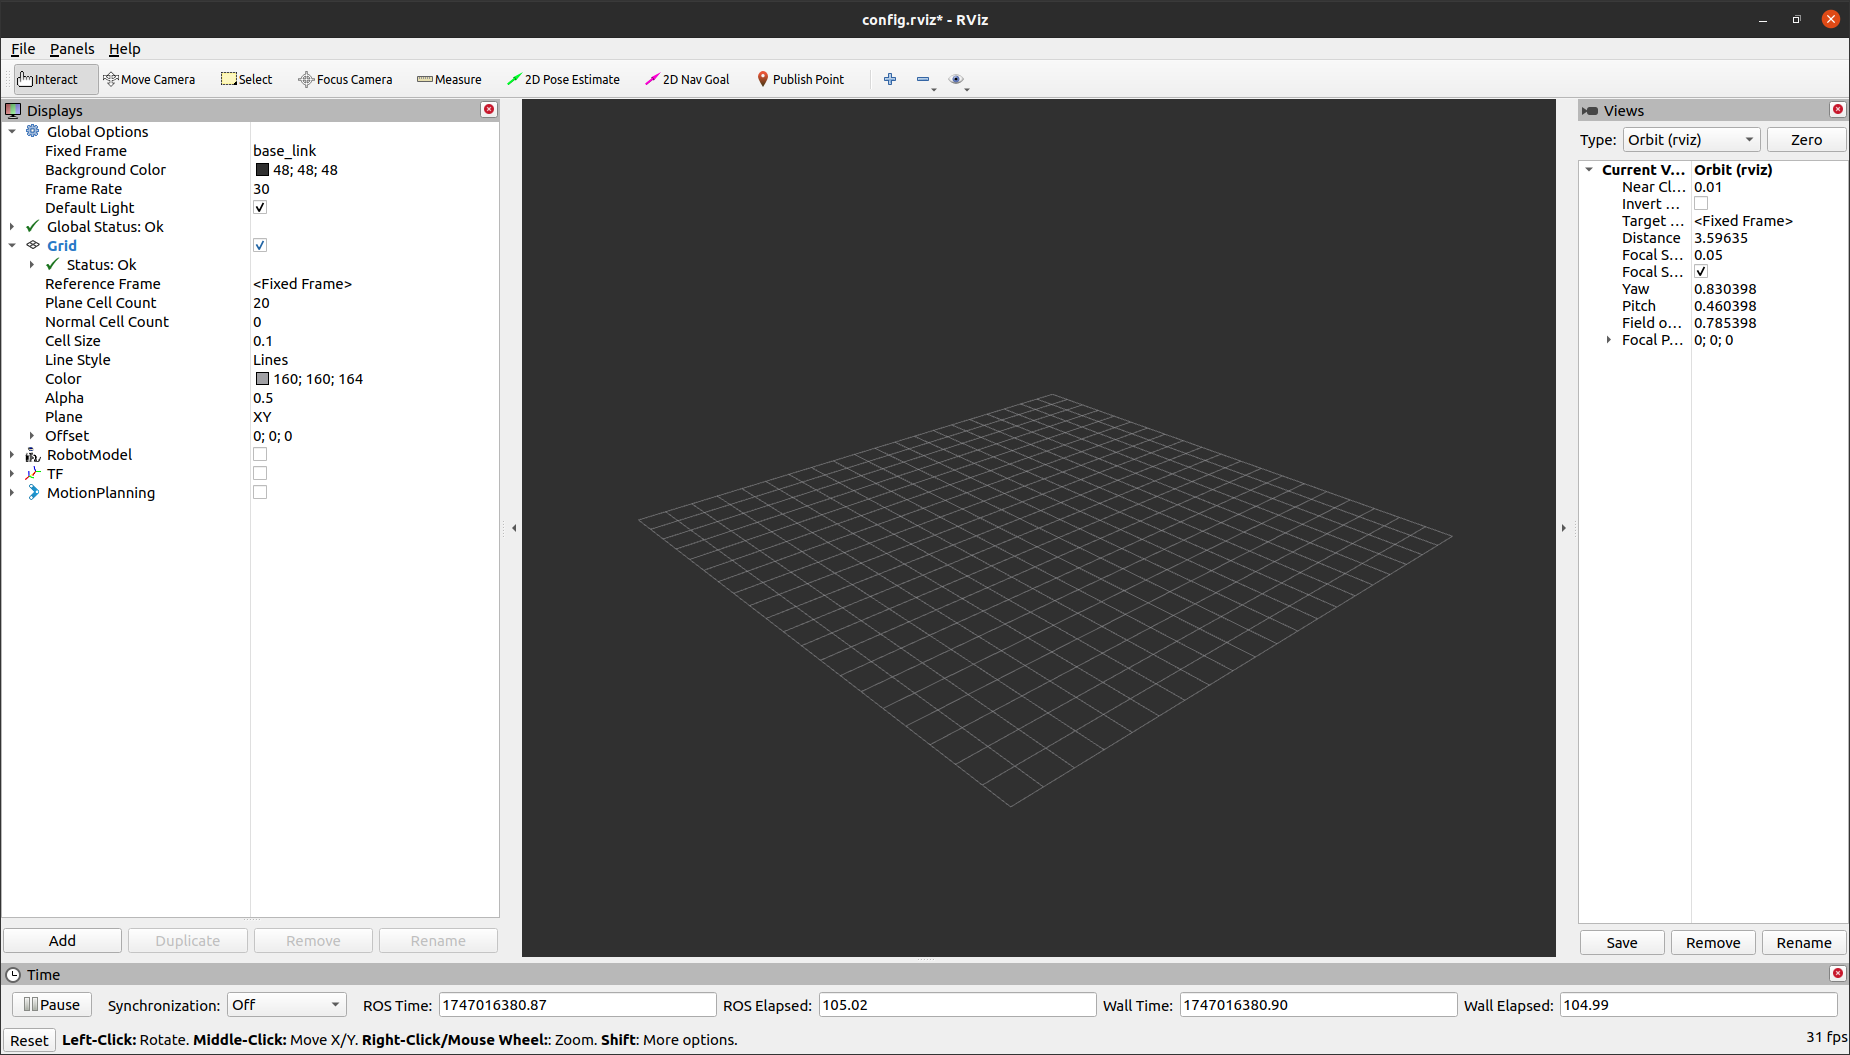 config.rviz* - RViz
File Panels Help
Interact Move Camera Select Focus Camera Measure 2D Pose Estimate 2D Nav Goal Publish Point
Displays
Global Options
Fixed Frame base_link
Background Color 48; 48; 48
Frame Rate 30
Default Light
Global Status: Ok
Grid
Status: Ok
Reference Frame <Fixed Frame>
Plane Cell Count 20
Normal Cell Count 0
Cell Size 0.1
Line Style Lines
Color 160; 160; 164
Alpha 0.5
Plane XY
Offset 0; 0; 0
RobotModel
TF
MotionPlanning
Add Duplicate Remove Rename
Views
Type: Orbit (rviz) Zero
Current V... Orbit (rviz)
Near Cl... 0.01
Invert ...
Target ... <Fixed Frame>
Distance 3.59635
Focal S... 0.05
Focal S...
Yaw 0.830398
Pitch 0.460398
Field o... 0.785398
Focal P... 0; 0; 0
Save Remove Rename
Time
Pause Synchronization: Off ROS Time: 1747016380.87 ROS Elapsed: 105.02 Wall Time: 1747016380.90 Wall Elapsed: 104.99
Reset Left-Click: Rotate. Middle-Click: Move X/Y. Right-Click/Mouse Wheel:: Zoom. Shift: More options. 31 fps